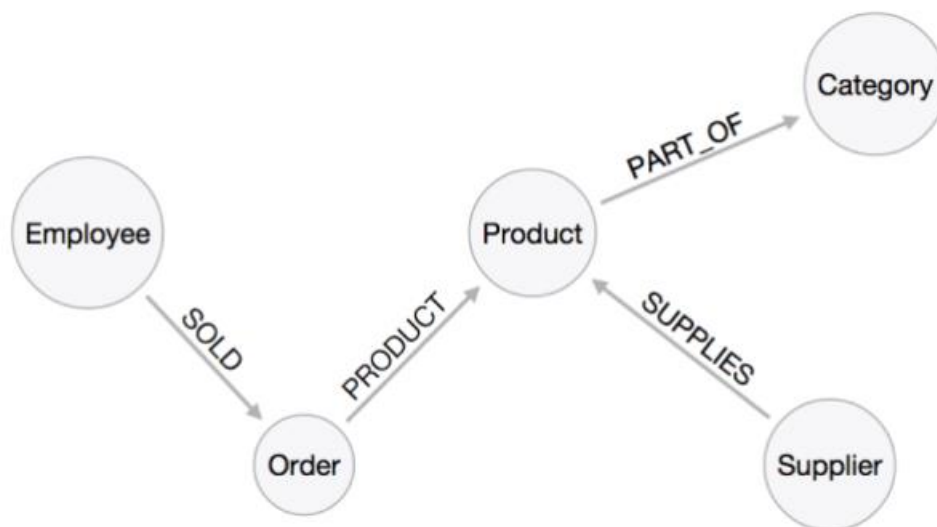 Category
PART_OF
Employee
Product
SOLD
PRODUCT
SUPPLIES
Order
Supplier